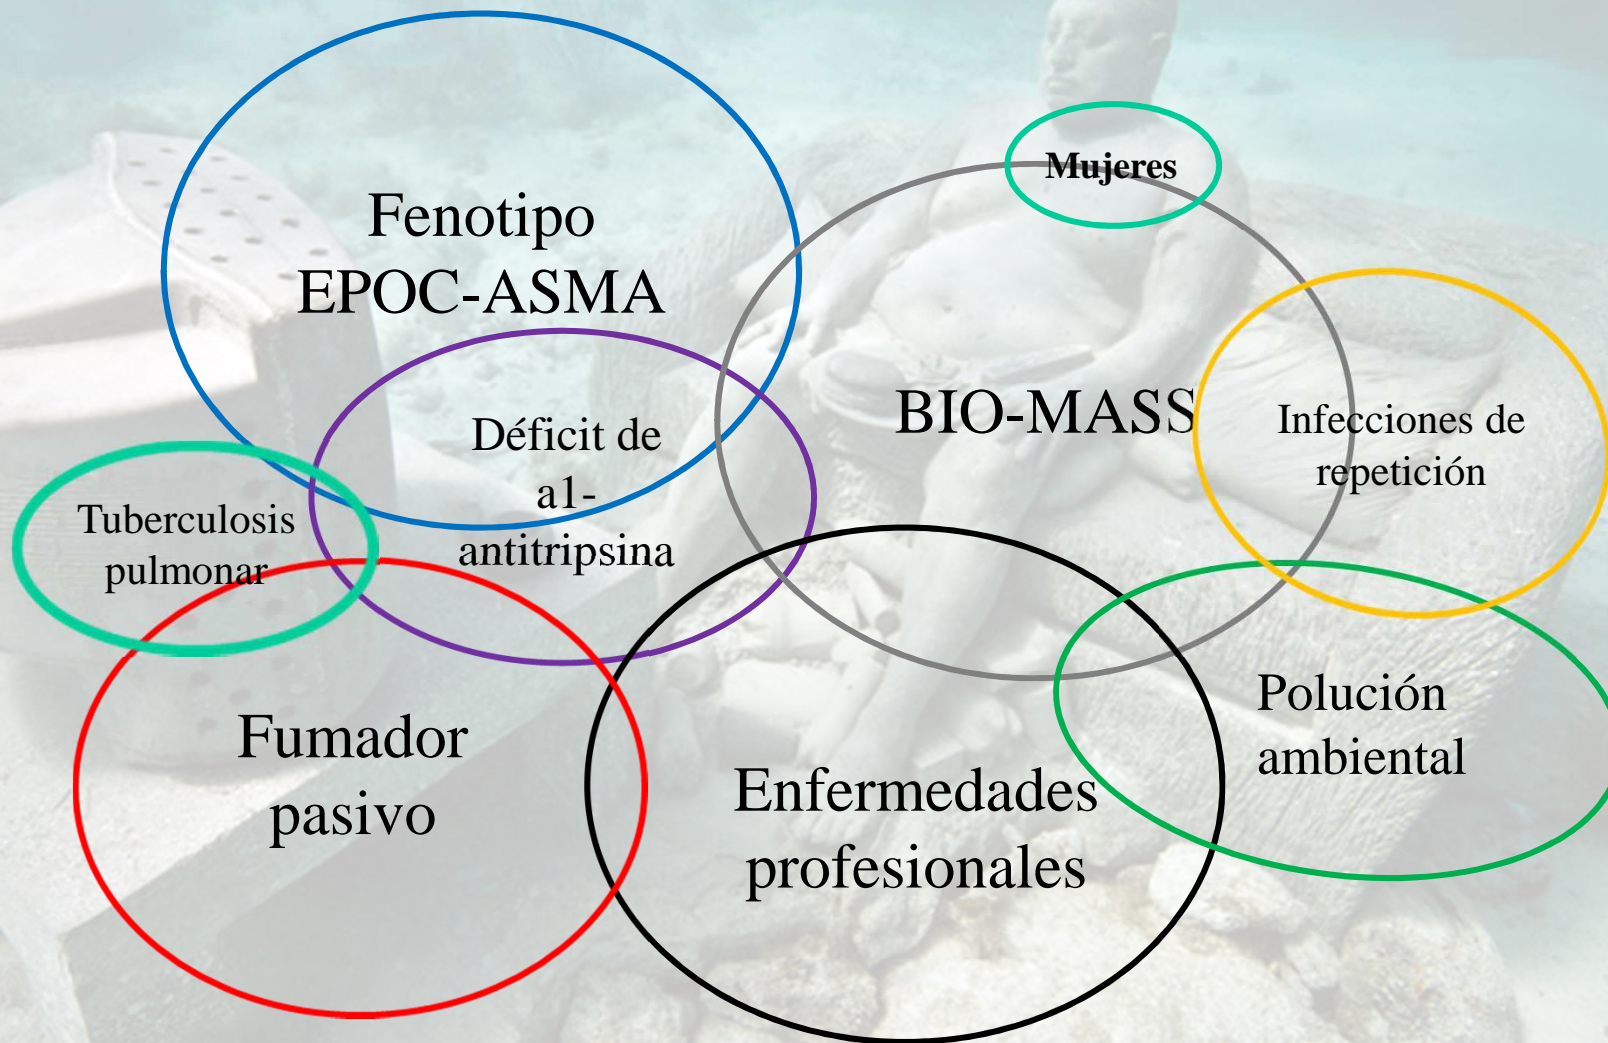 Mujeres
Fenotipo
EPOC-ASMA
BIO-MASS
Déficit de
a1-
antitripsina
Infecciones de
repetición
Tuberculosis
pulmonar
Fumador
pasivo
Enfermedades
profesionales
Polución
ambiental